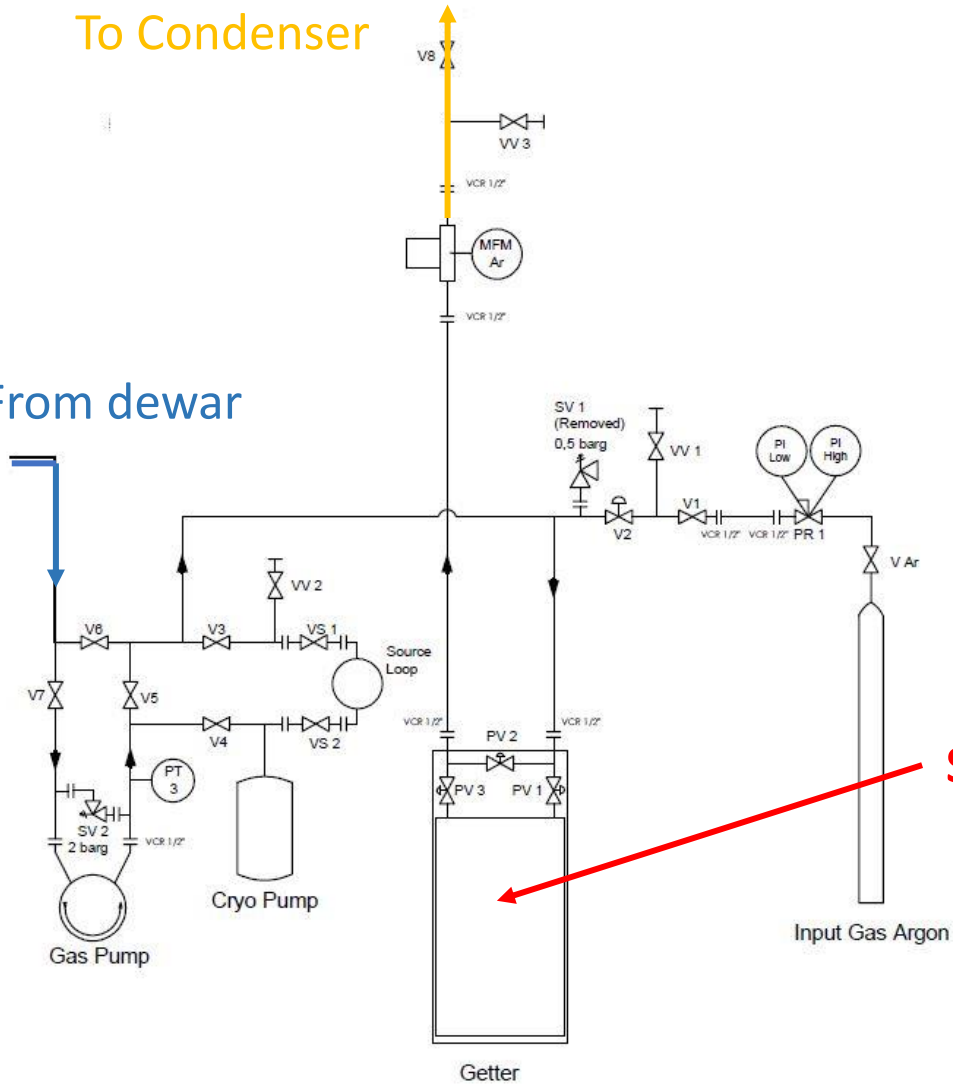 To Condenser
V8
VV 3
VCR 1/2"
MFM
Ar
VCR 1/2"
From dewar
SV 1
(Removed)
0,5 barg
VV 1
PI
Low
PI
High
V2
V1
VCR 1/2"
VCR 1/2"
PR 1
V Ar
VV 2
V6
V3
VS 1
Source
Loop
V7
V5
V4
VS 2
VCR 1/2"
VCR 1/2"
PV 2
PT
3
PV 3
PV 1
S
SV 2
2 barg
VCR 1/2"
Cryo Pump
Gas Pump
Input Gas Argon
Getter